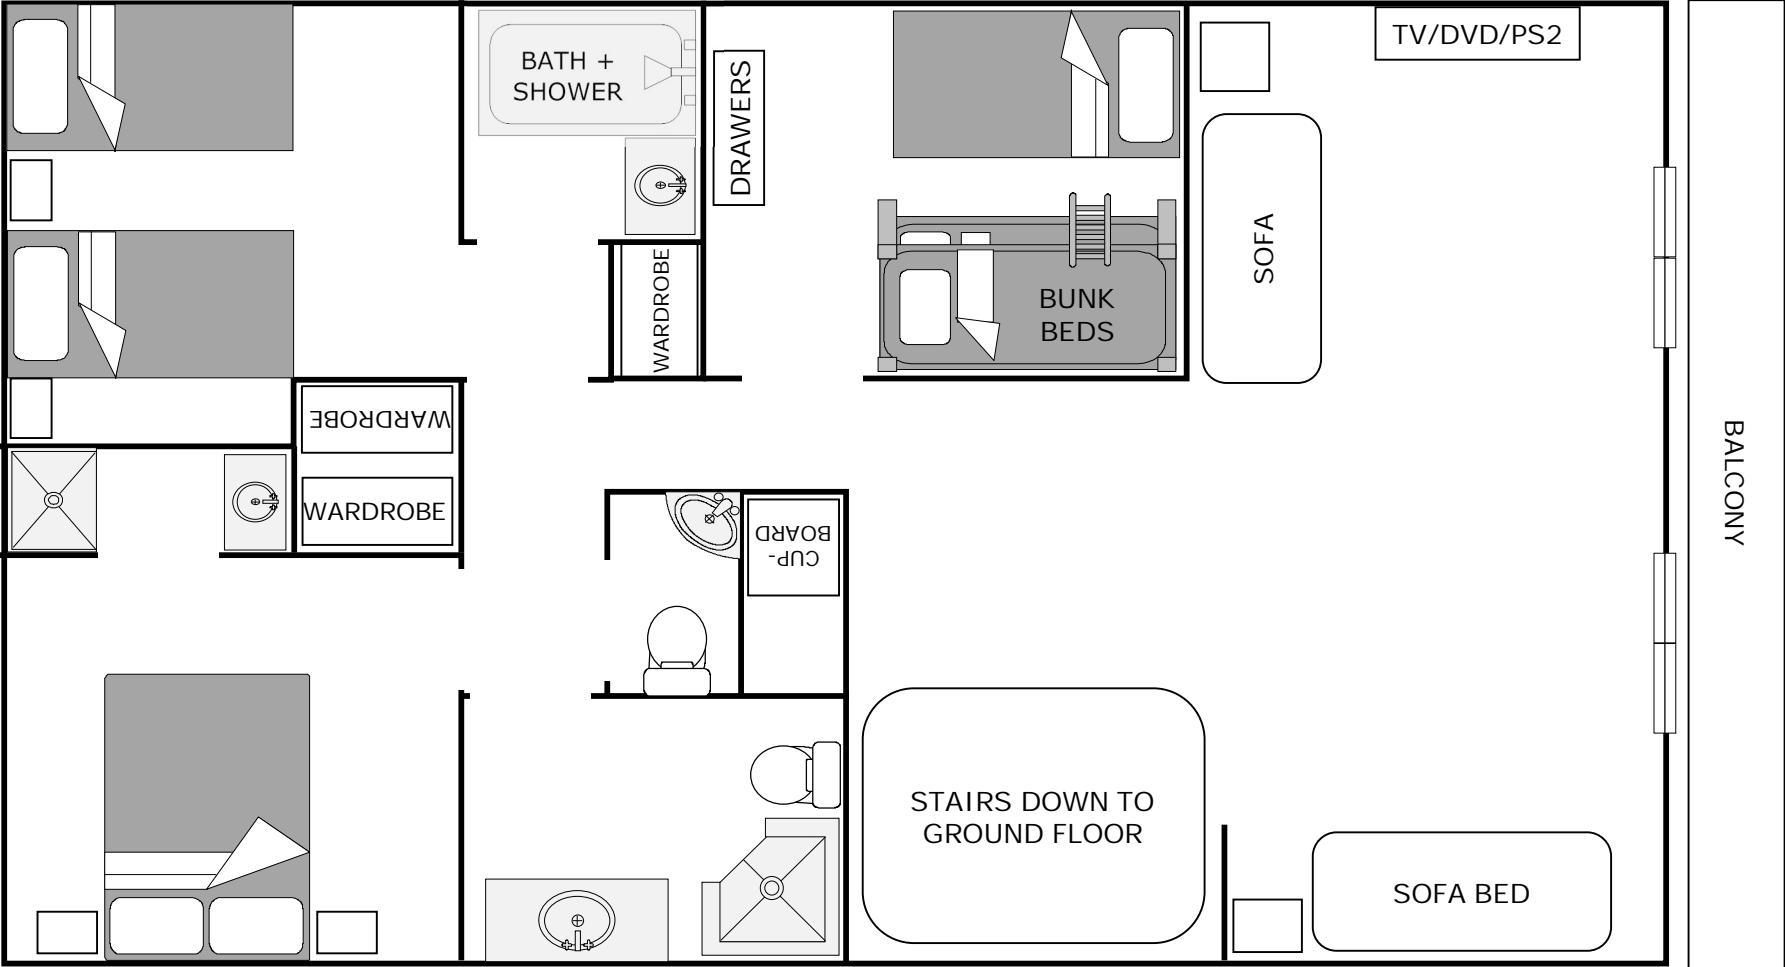 BATH +
SHOWER
DRAWERS
TV/DVD/PS2
WARDROBE
BUNK
BEDS
SOFA
WARDROBE
WARDROBE
CUP-
BOARD
BALCONY
STAIRS DOWN TO
GROUND FLOOR
SOFA BED